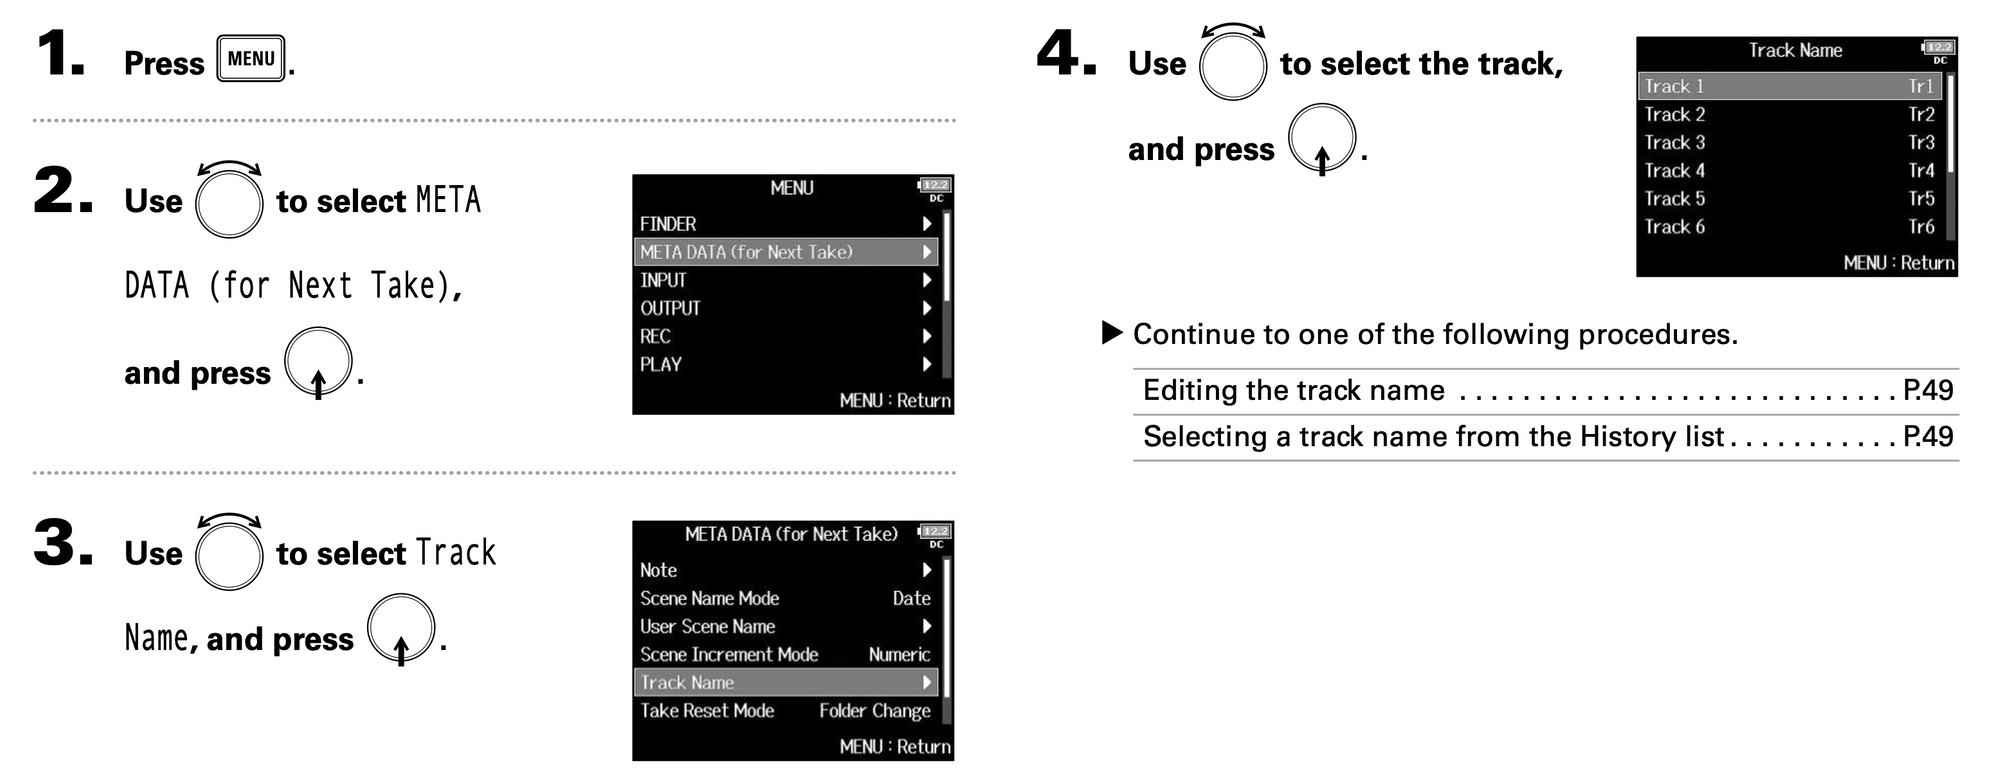 1. Press MENU.
2. Use to select META
DATA (for Next Take),
and press .
MENU 12.2
DC
FINDER
META DATA (for Next Take)
INPUT
OUTPUT
REC
PLAY
MENU : Return
3. Use to select Track
Name, and press .
META DATA (for Next Take) 12.2
DC
Note
Scene Name Mode Date
User Scene Name
Scene Increment Mode Numeric
Track Name
Take Reset Mode Folder Change
MENU : Return
4. Use to select the track,
and press .
Track Name 12.2
DC
Track 1 Tr1
Track 2 Tr2
Track 3 Tr3
Track 4 Tr4
Track 5 Tr5
Track 6 Tr6
MENU : Return
▶ Continue to one of the following procedures.
Editing the track name . . . . . . . . . . . . . . . . . . . . . . . . . . . . P.49
Selecting a track name from the History list . . . . . . . . . . . P.49